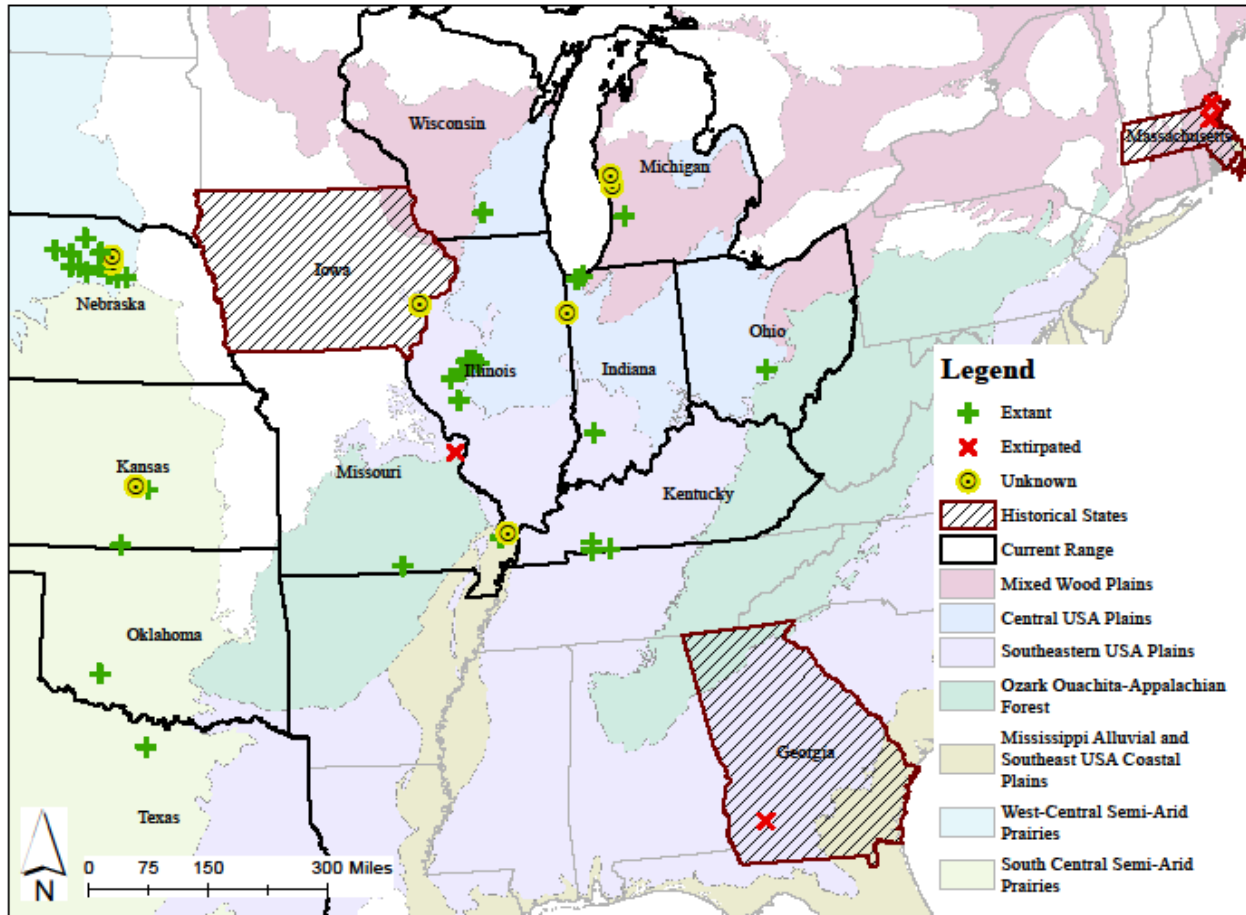 Wisconsin
Michigan
Massachusetts
Iowa
Nebraska
Ohio
Illinois
Indiana
Kansas
Missouri
Kentucky
Oklahoma
Georgia
Texas
N
0 75 150 300 Miles
Legend
Extant
Extirpated
Unknown
Historical States
Current Range
Mixed Wood Plains
Central USA Plains
Southeastern USA Plains
Ozark Ouachita-Appalachian
Forest
Mississippi Alluvial and
Southeast USA Coastal
Plains
West-Central Semi-Arid
Prairies
South Central Semi-Arid
Prairies